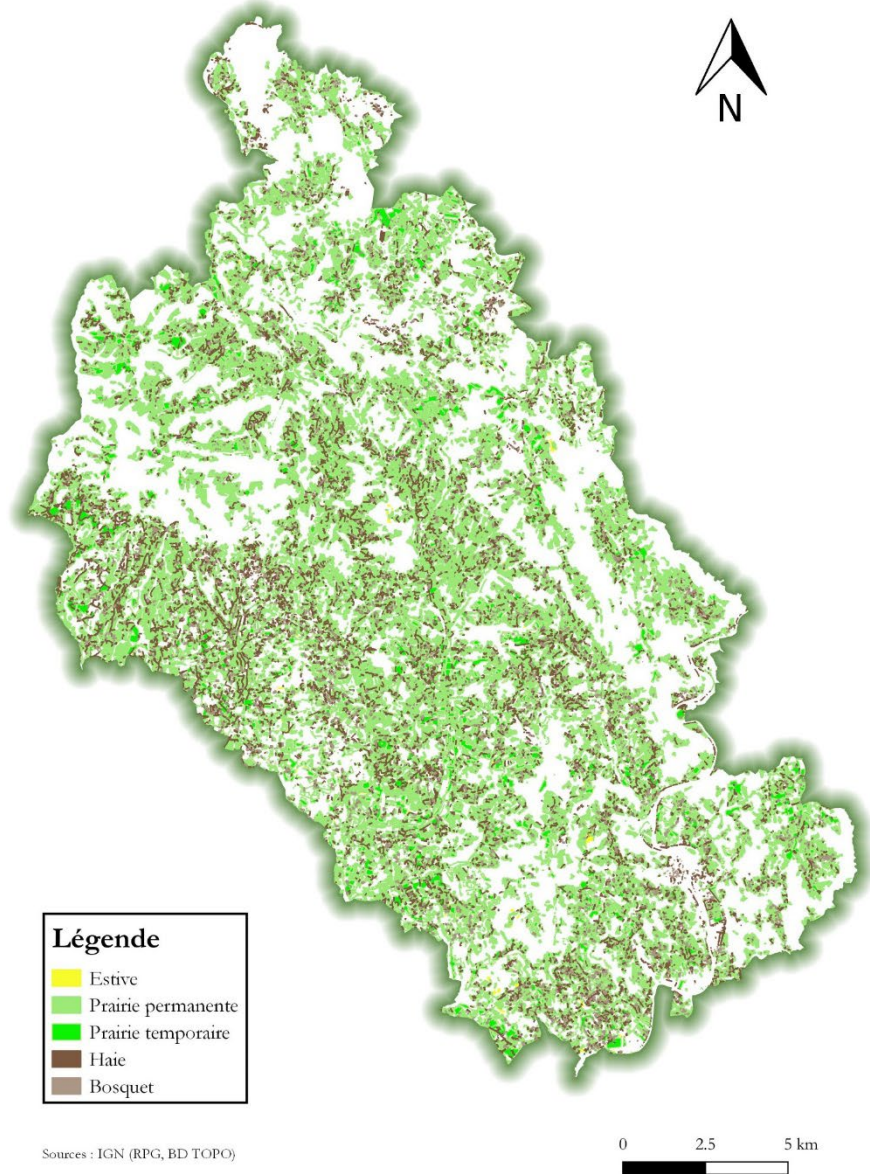 N
Légende
Estive
Prairie permanente
Prairie temporaire
Haie
Bosquet
Sources : IGN (RPG, BD TOPO)
0 2.5 5 km